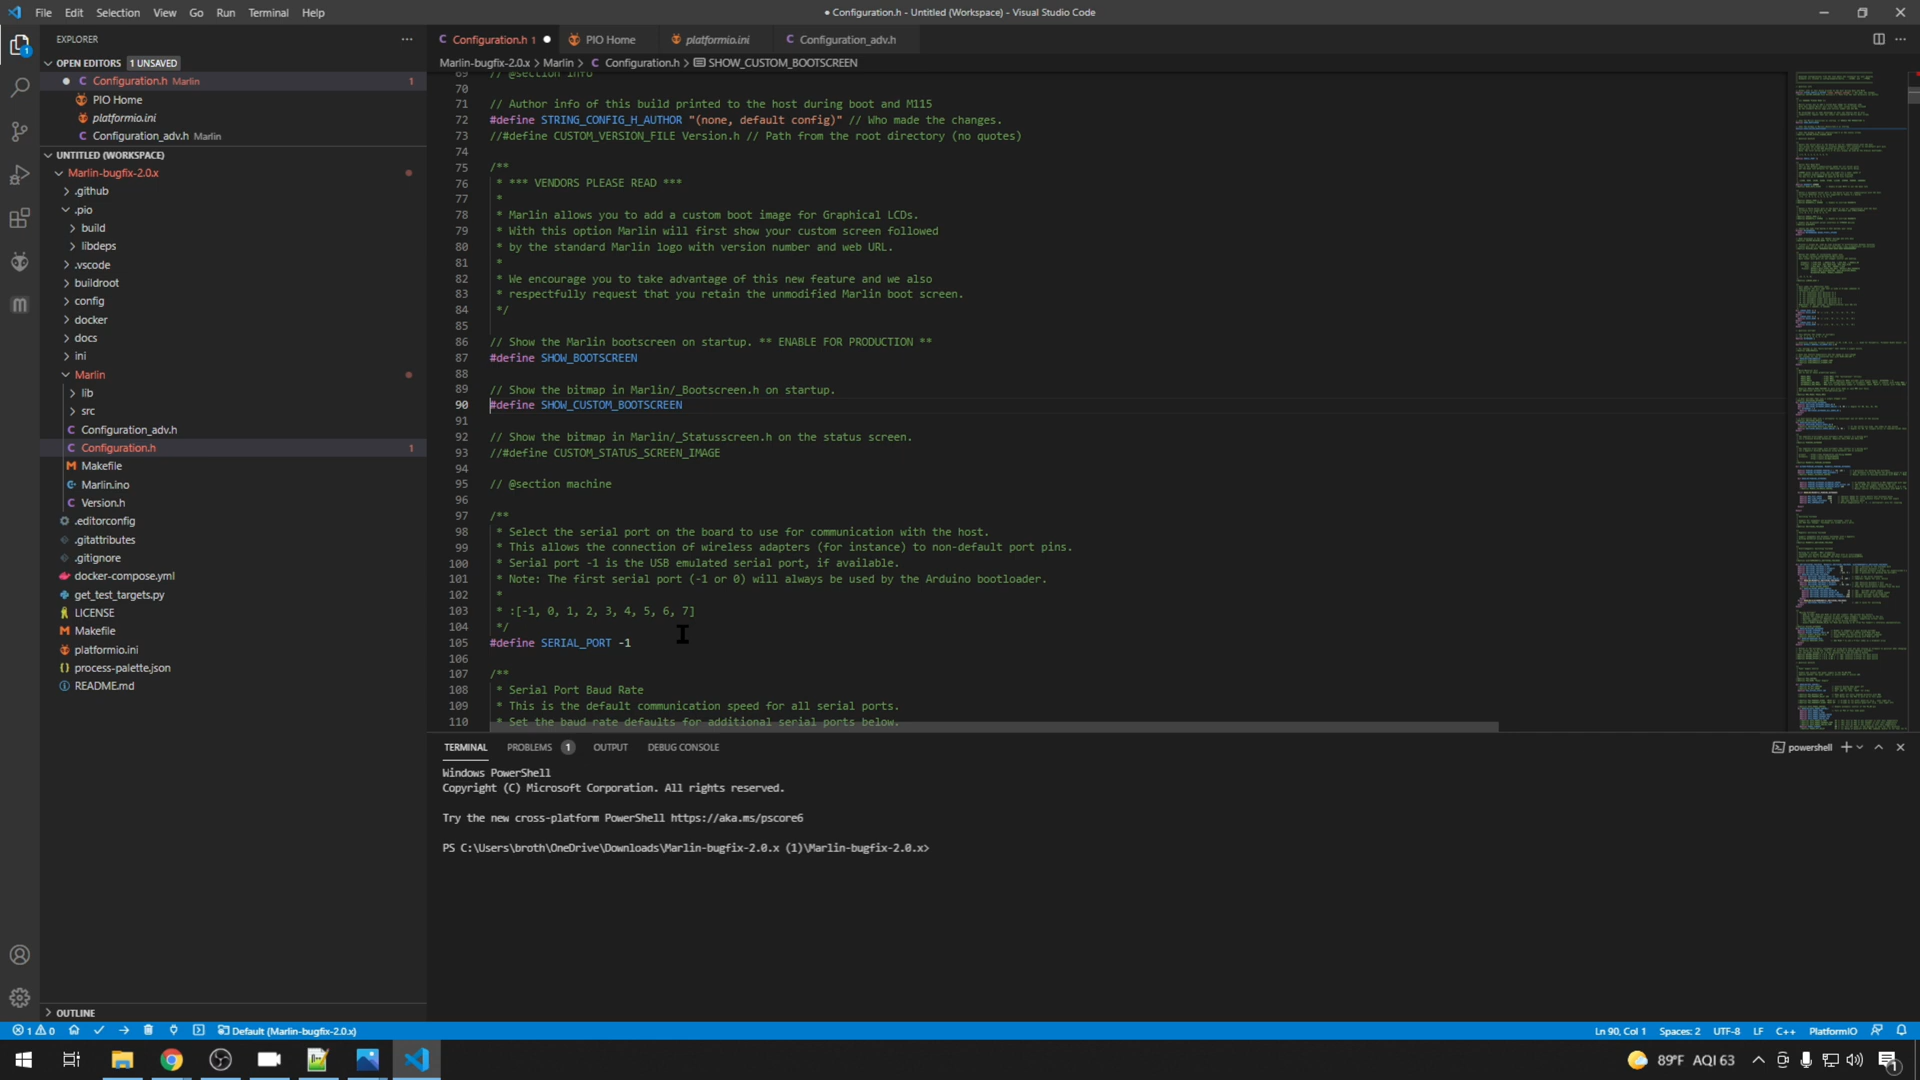 File Edit Selection View Go Run Terminal Help
● Configuration.h - Untitled (Workspace) - Visual Studio Code
EXPLORER
OPEN EDITORS 1 UNSAVED
Configuration.h Marlin 1
PIO Home
platformio.ini
Configuration_adv.h Marlin
UNTITLED (WORKSPACE)
Marlin-bugfix-2.0.x
.github
.pio
build
libdeps
.vscode
buildroot
config
docker
docs
ini
Marlin
lib
src
Configuration_adv.h
Configuration.h 1
Makefile
Marlin.ino
Version.h
.editorconfig
.gitattributes
.gitignore
docker-compose.yml
get_test_targets.py
LICENSE
Makefile
platformio.ini
process-palette.json
README.md
OUTLINE
Configuration.h 1 PIO Home platformio.ini Configuration_adv.h
Marlin-bugfix-2.0.x > Marlin > Configuration.h > SHOW_CUSTOM_BOOTSCREEN
69 // @section info
70
71 // Author info of this build printed to the host during boot and M115
72 #define STRING_CONFIG_H_AUTHOR "(none, default config)" // Who made the changes.
73 //#define CUSTOM_VERSION_FILE Version.h // Path from the root directory (no quotes)
74
75 /**
76 * *** VENDORS PLEASE READ ***
77 *
78 * Marlin allows you to add a custom boot image for Graphical LCDs.
79 * With this option Marlin will first show your custom screen followed
80 * by the standard Marlin logo with version number and web URL.
81 *
82 * We encourage you to take advantage of this new feature and we also
83 * respectfully request that you retain the unmodified Marlin boot screen.
84 */
85
86 // Show the Marlin bootscreen on startup. ** ENABLE FOR PRODUCTION **
87 #define SHOW_BOOTSCREEN
88
89 // Show the bitmap in Marlin/_Bootscreen.h on startup.
90 #define SHOW_CUSTOM_BOOTSCREEN
91
92 // Show the bitmap in Marlin/_Statusscreen.h on the status screen.
93 //#define CUSTOM_STATUS_SCREEN_IMAGE
94
95 // @section machine
96
97 /**
98 * Select the serial port on the board to use for communication with the host.
99 * This allows the connection of wireless adapters (for instance) to non-default port pins.
100 * Serial port -1 is the USB emulated serial port, if available.
101 * Note: The first serial port (-1 or 0) will always be used by the Arduino bootloader.
102 *
103 * :[-1, 0, 1, 2, 3, 4, 5, 6, 7]
104 */
105 #define SERIAL_PORT -1
106
107 /**
108 * Serial Port Baud Rate
109 * This is the default communication speed for all serial ports.
110 * Set the baud rate defaults for additional serial ports below.
TERMINAL PROBLEMS 1 OUTPUT DEBUG CONSOLE
powershell
Windows PowerShell
Copyright (C) Microsoft Corporation. All rights reserved.
Try the new cross-platform PowerShell https://aka.ms/pscore6
PS C:\Users\broth\OneDrive\Downloads\Marlin-bugfix-2.0.x (1)\Marlin-bugfix-2.0.x>
1 0 Default (Marlin-bugfix-2.0.x)
Ln 90, Col 1 Spaces: 2 UTF-8 LF C++ PlatformIO
89°F AQI 63
1